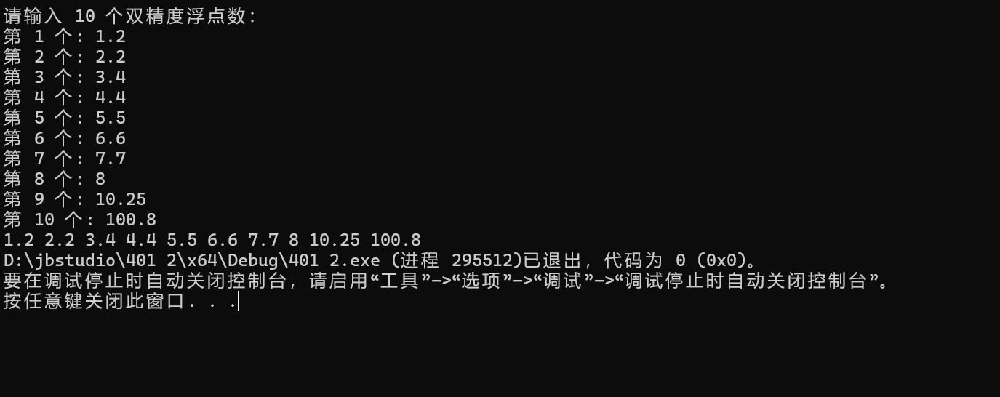 请输入 10 个双精度浮点数：
第 1 个：1.2
第 2 个：2.2
第 3 个：3.4
第 4 个：4.4
第 5 个：5.5
第 6 个：6.6
第 7 个：7.7
第 8 个：8
第 9 个：10.25
第 10 个：100.8
1.2 2.2 3.4 4.4 5.5 6.6 7.7 8 10.25 100.8
D:\jbstudio\401 2\x64\Debug\401 2.exe (进程 295512)已退出，代码为 0 (0x0)。
要在调试停止时自动关闭控制台，请启用“工具”->“选项”->“调试”->“调试停止时自动关闭控制台”。
按任意键关闭此窗口. . .